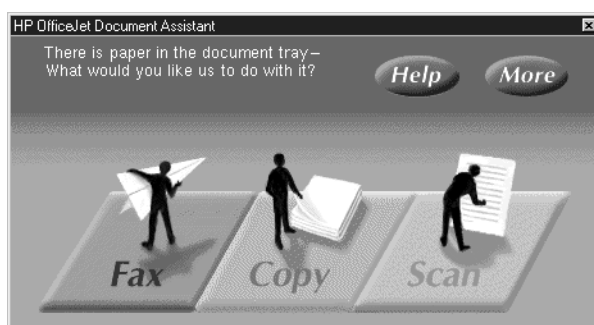 HP OfficeJet Document Assistant
There is paper in the document tray–
What would you like us to do with it?
Help
More
Fax
Copy
Scan